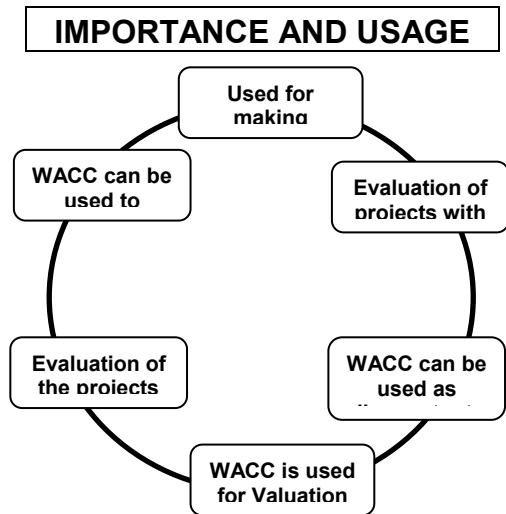 IMPORTANCE AND USAGE
Used for
making
Evaluation of
projects with
WACC can be
used as
WACC is used
for Valuation
Evaluation of
the projects
WACC can be
used to